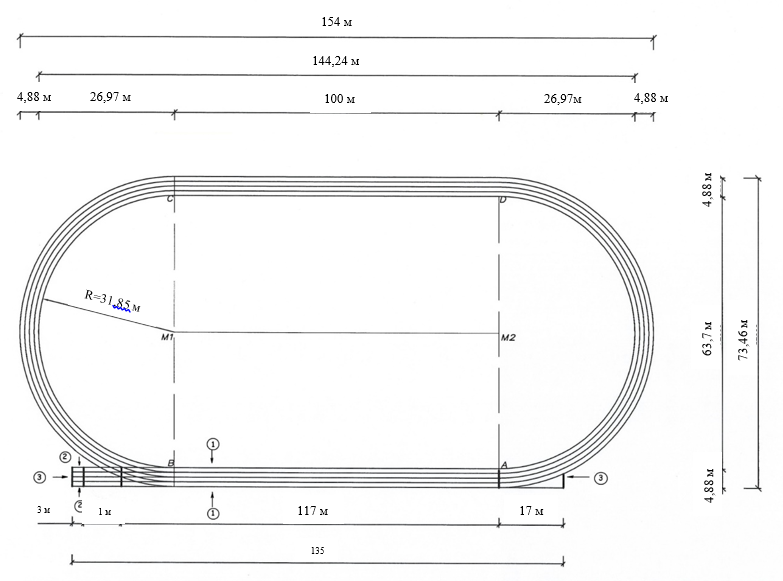 154 м
144,24 м
4,88 м 26,97 м 100 м 26,97м 4,88 м
C D
4,88 м
R=31,85 м
M1 M2
63,7 м
73,46 м
B A
1
2
3 3
2 1
4,88 м
3 м 1 м 117 м 17 м
135